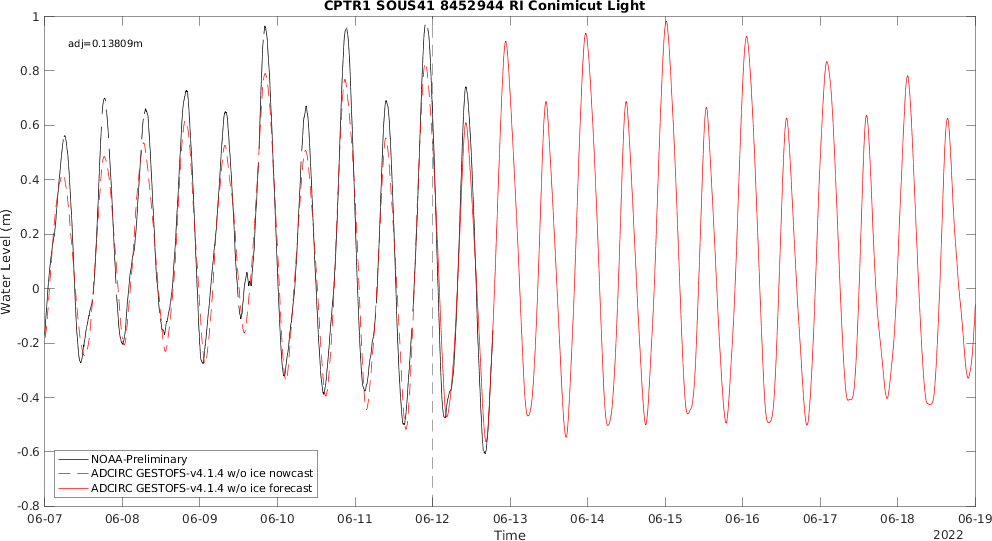 CPTR1 SOUS41 8452944 RI Conimicut Light
adj=0.13809m
1
0.8
0.6
0.4
0.2
0
-0.2
-0.4
-0.6
-0.8
Water Level (m)
NOAA-Preliminary
ADCIRC GESTOFS-v4.1.4 w/o ice nowcast
ADCIRC GESTOFS-v4.1.4 w/o ice forecast
06-07 06-08 06-09 06-10 06-11 06-12 06-13 06-14 06-15 06-16 06-17 06-18 06-19
Time
2022